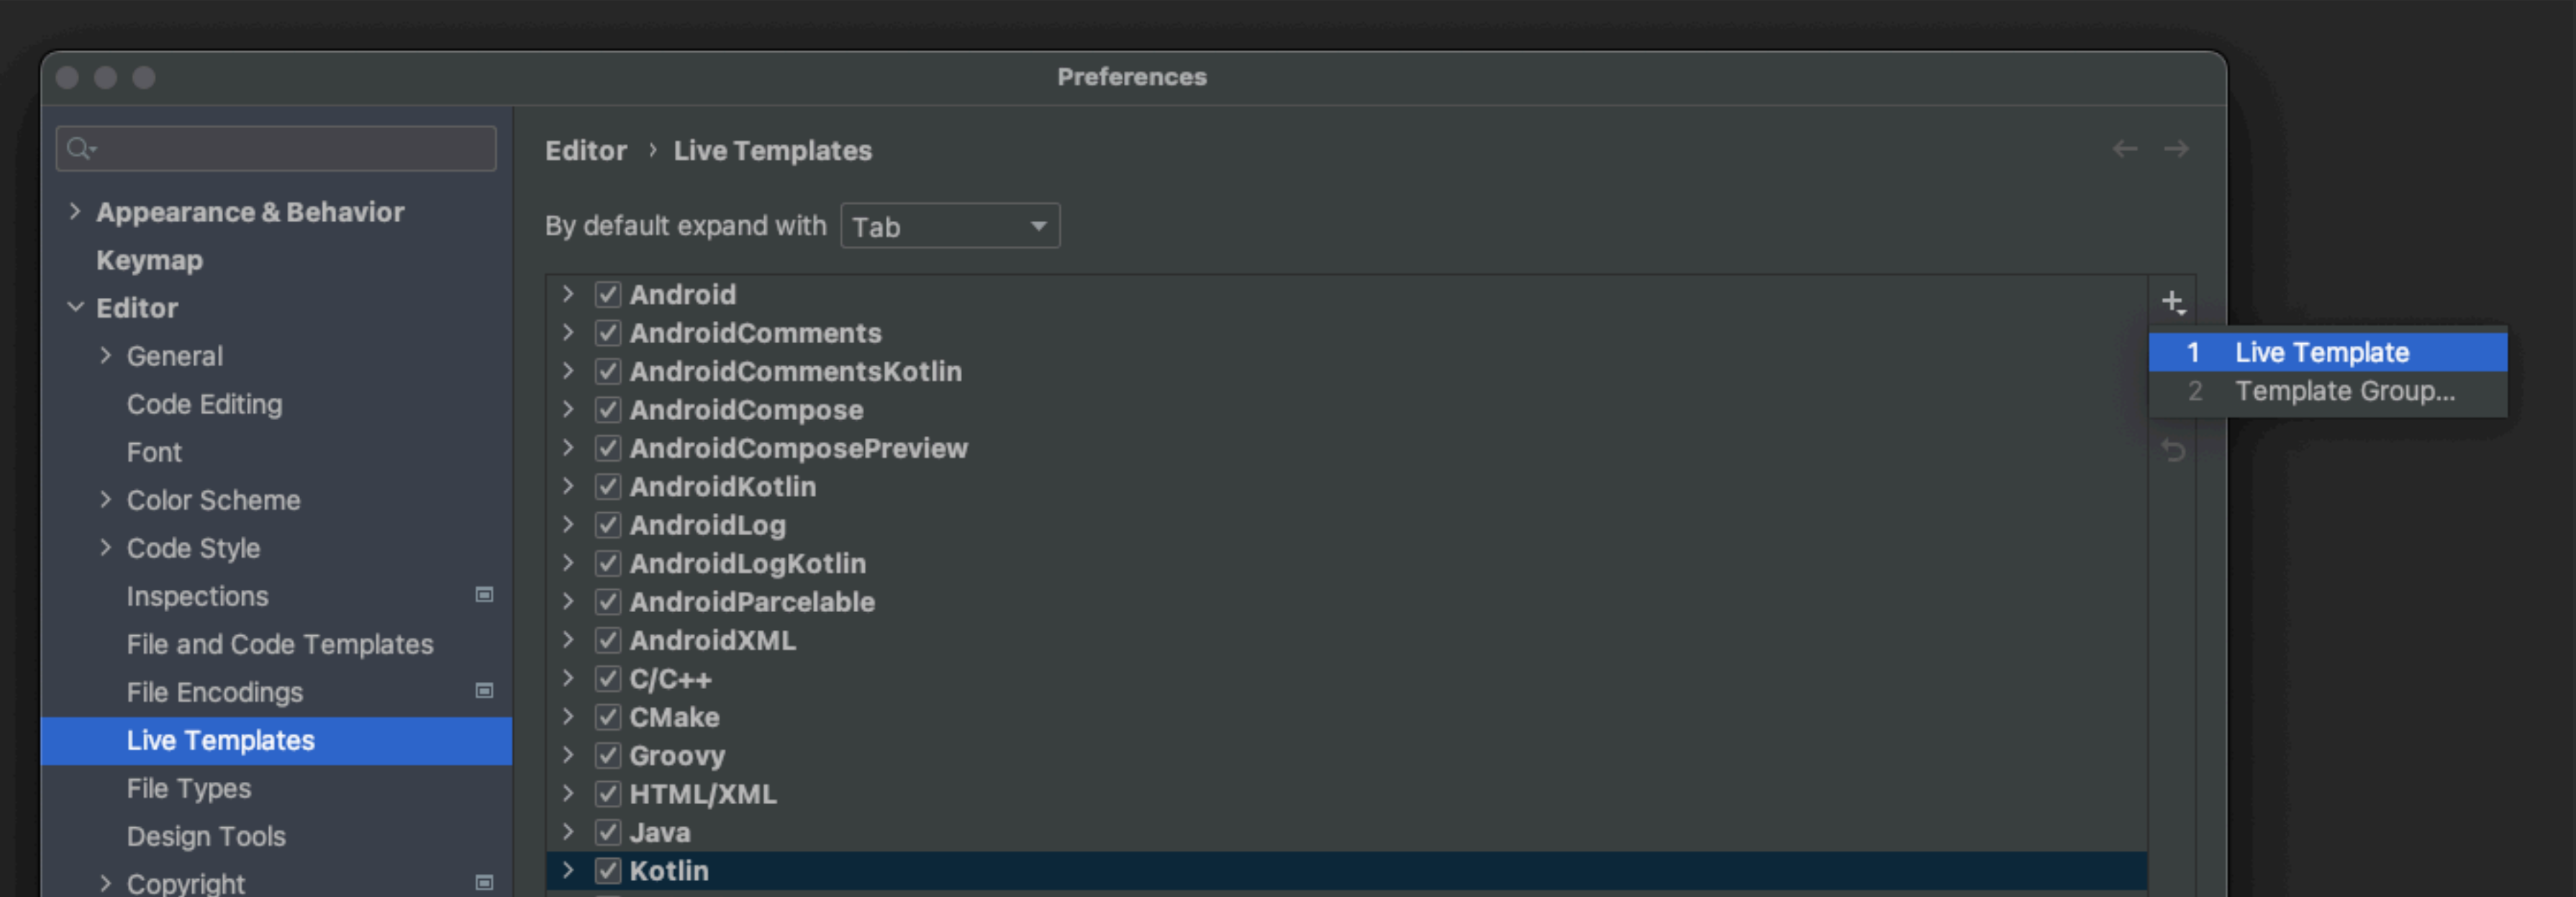 Preferences
Appearance & Behavior
Keymap
Editor
General
Code Editing
Font
Color Scheme
Code Style
Inspections
File and Code Templates
File Encodings
Live Templates
File Types
Design Tools
Copyright
Editor › Live Templates
By default expand with Tab
Android
AndroidComments
AndroidCommentsKotlin
AndroidCompose
AndroidComposePreview
AndroidKotlin
AndroidLog
AndroidLogKotlin
AndroidParcelable
AndroidXML
C/C++
CMake
Groovy
HTML/XML
Java
Kotlin
1 Live Template
2 Template Group...